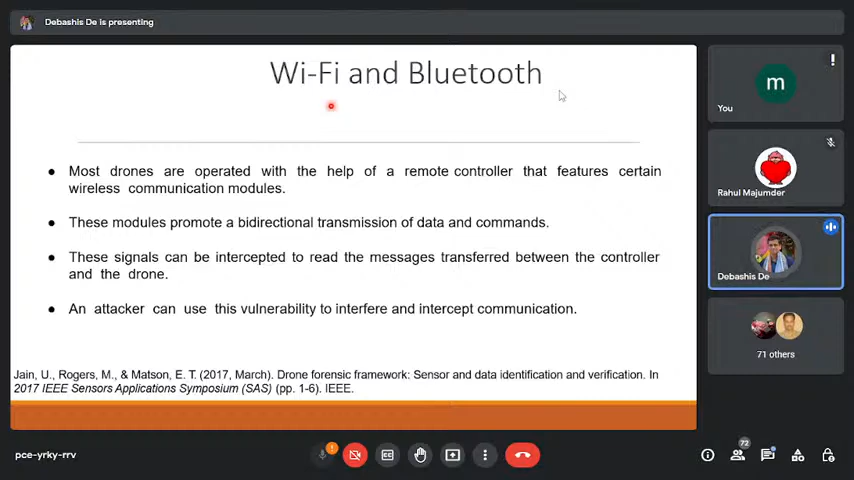 Debashis De is presenting
Wi-Fi and Bluetooth
● Most drones are operated with the help of a remote controller that features certain
wireless communication modules.
● These modules promote a bidirectional transmission of data and commands.
● These signals can be intercepted to read the messages transferred between the controller
and the drone.
● An attacker can use this vulnerability to interfere and intercept communication.
Jain, U., Rogers, M., & Matson, E. T. (2017, March). Drone forensic framework: Sensor and data identification and verification. In
2017 IEEE Sensors Applications Symposium (SAS) (pp. 1-6). IEEE.
m
You
Rahul Majumder
Debashis De
71 others
pce-yrky-rrv
72